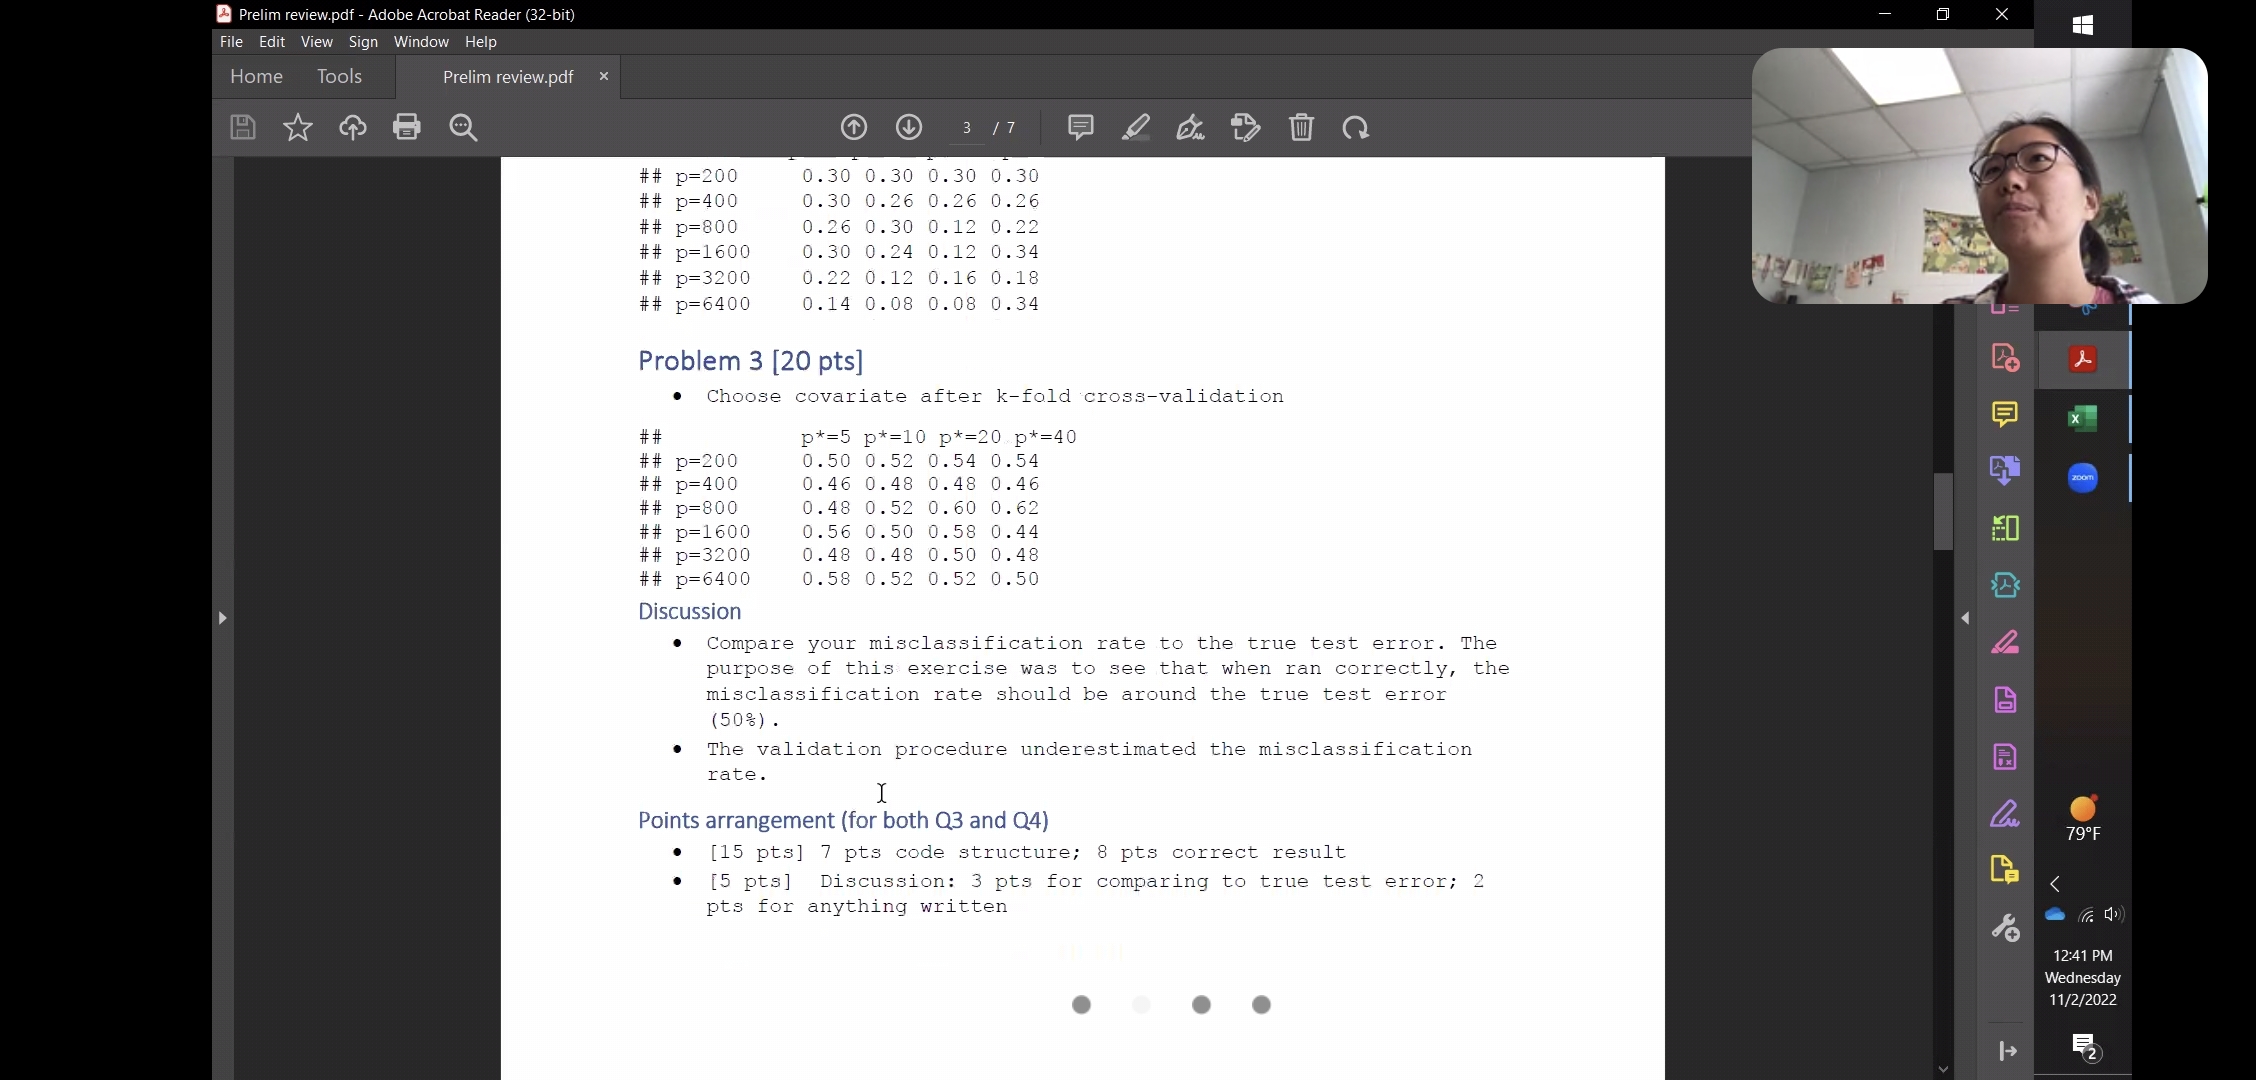 Prelim review.pdf - Adobe Acrobat Reader (32-bit)
File Edit View Sign Window Help
Home Tools Prelim review.pdf ×
3 / 7
## p=200 0.30 0.30 0.30 0.30
## p=400 0.30 0.26 0.26 0.26
## p=800 0.26 0.30 0.12 0.22
## p=1600 0.30 0.24 0.12 0.34
## p=3200 0.22 0.12 0.16 0.18
## p=6400 0.14 0.08 0.08 0.34
Problem 3 [20 pts]
• Choose covariate after k-fold cross-validation
## p*=5 p*=10 p*=20 p*=40
## p=200 0.50 0.52 0.54 0.54
## p=400 0.46 0.48 0.48 0.46
## p=800 0.48 0.52 0.60 0.62
## p=1600 0.56 0.50 0.58 0.44
## p=3200 0.48 0.48 0.50 0.48
## p=6400 0.58 0.52 0.52 0.50
Discussion
• Compare your misclassification rate to the true test error. The
purpose of this exercise was to see that when ran correctly, the
misclassification rate should be around the true test error
(50%).
• The validation procedure underestimated the misclassification
rate.
Points arrangement (for both Q3 and Q4)
• [15 pts] 7 pts code structure; 8 pts correct result
• [5 pts] Discussion: 3 pts for comparing to true test error; 2
pts for anything written
zoom
79°F
12:41 PM
Wednesday
11/2/2022
2